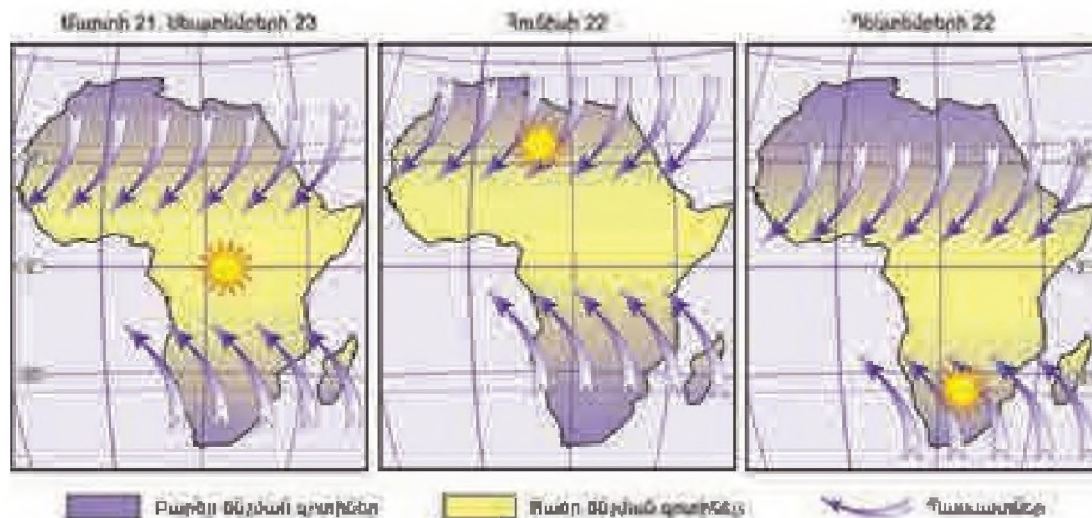 Մարտի 21, Սեպտեմբերի 23
Հունիսի 22
Դեկտեմբերի 22
Բարձր ճնշման գոտիներ
Ցածր ճնշման գոտիներ
Պասսատներ